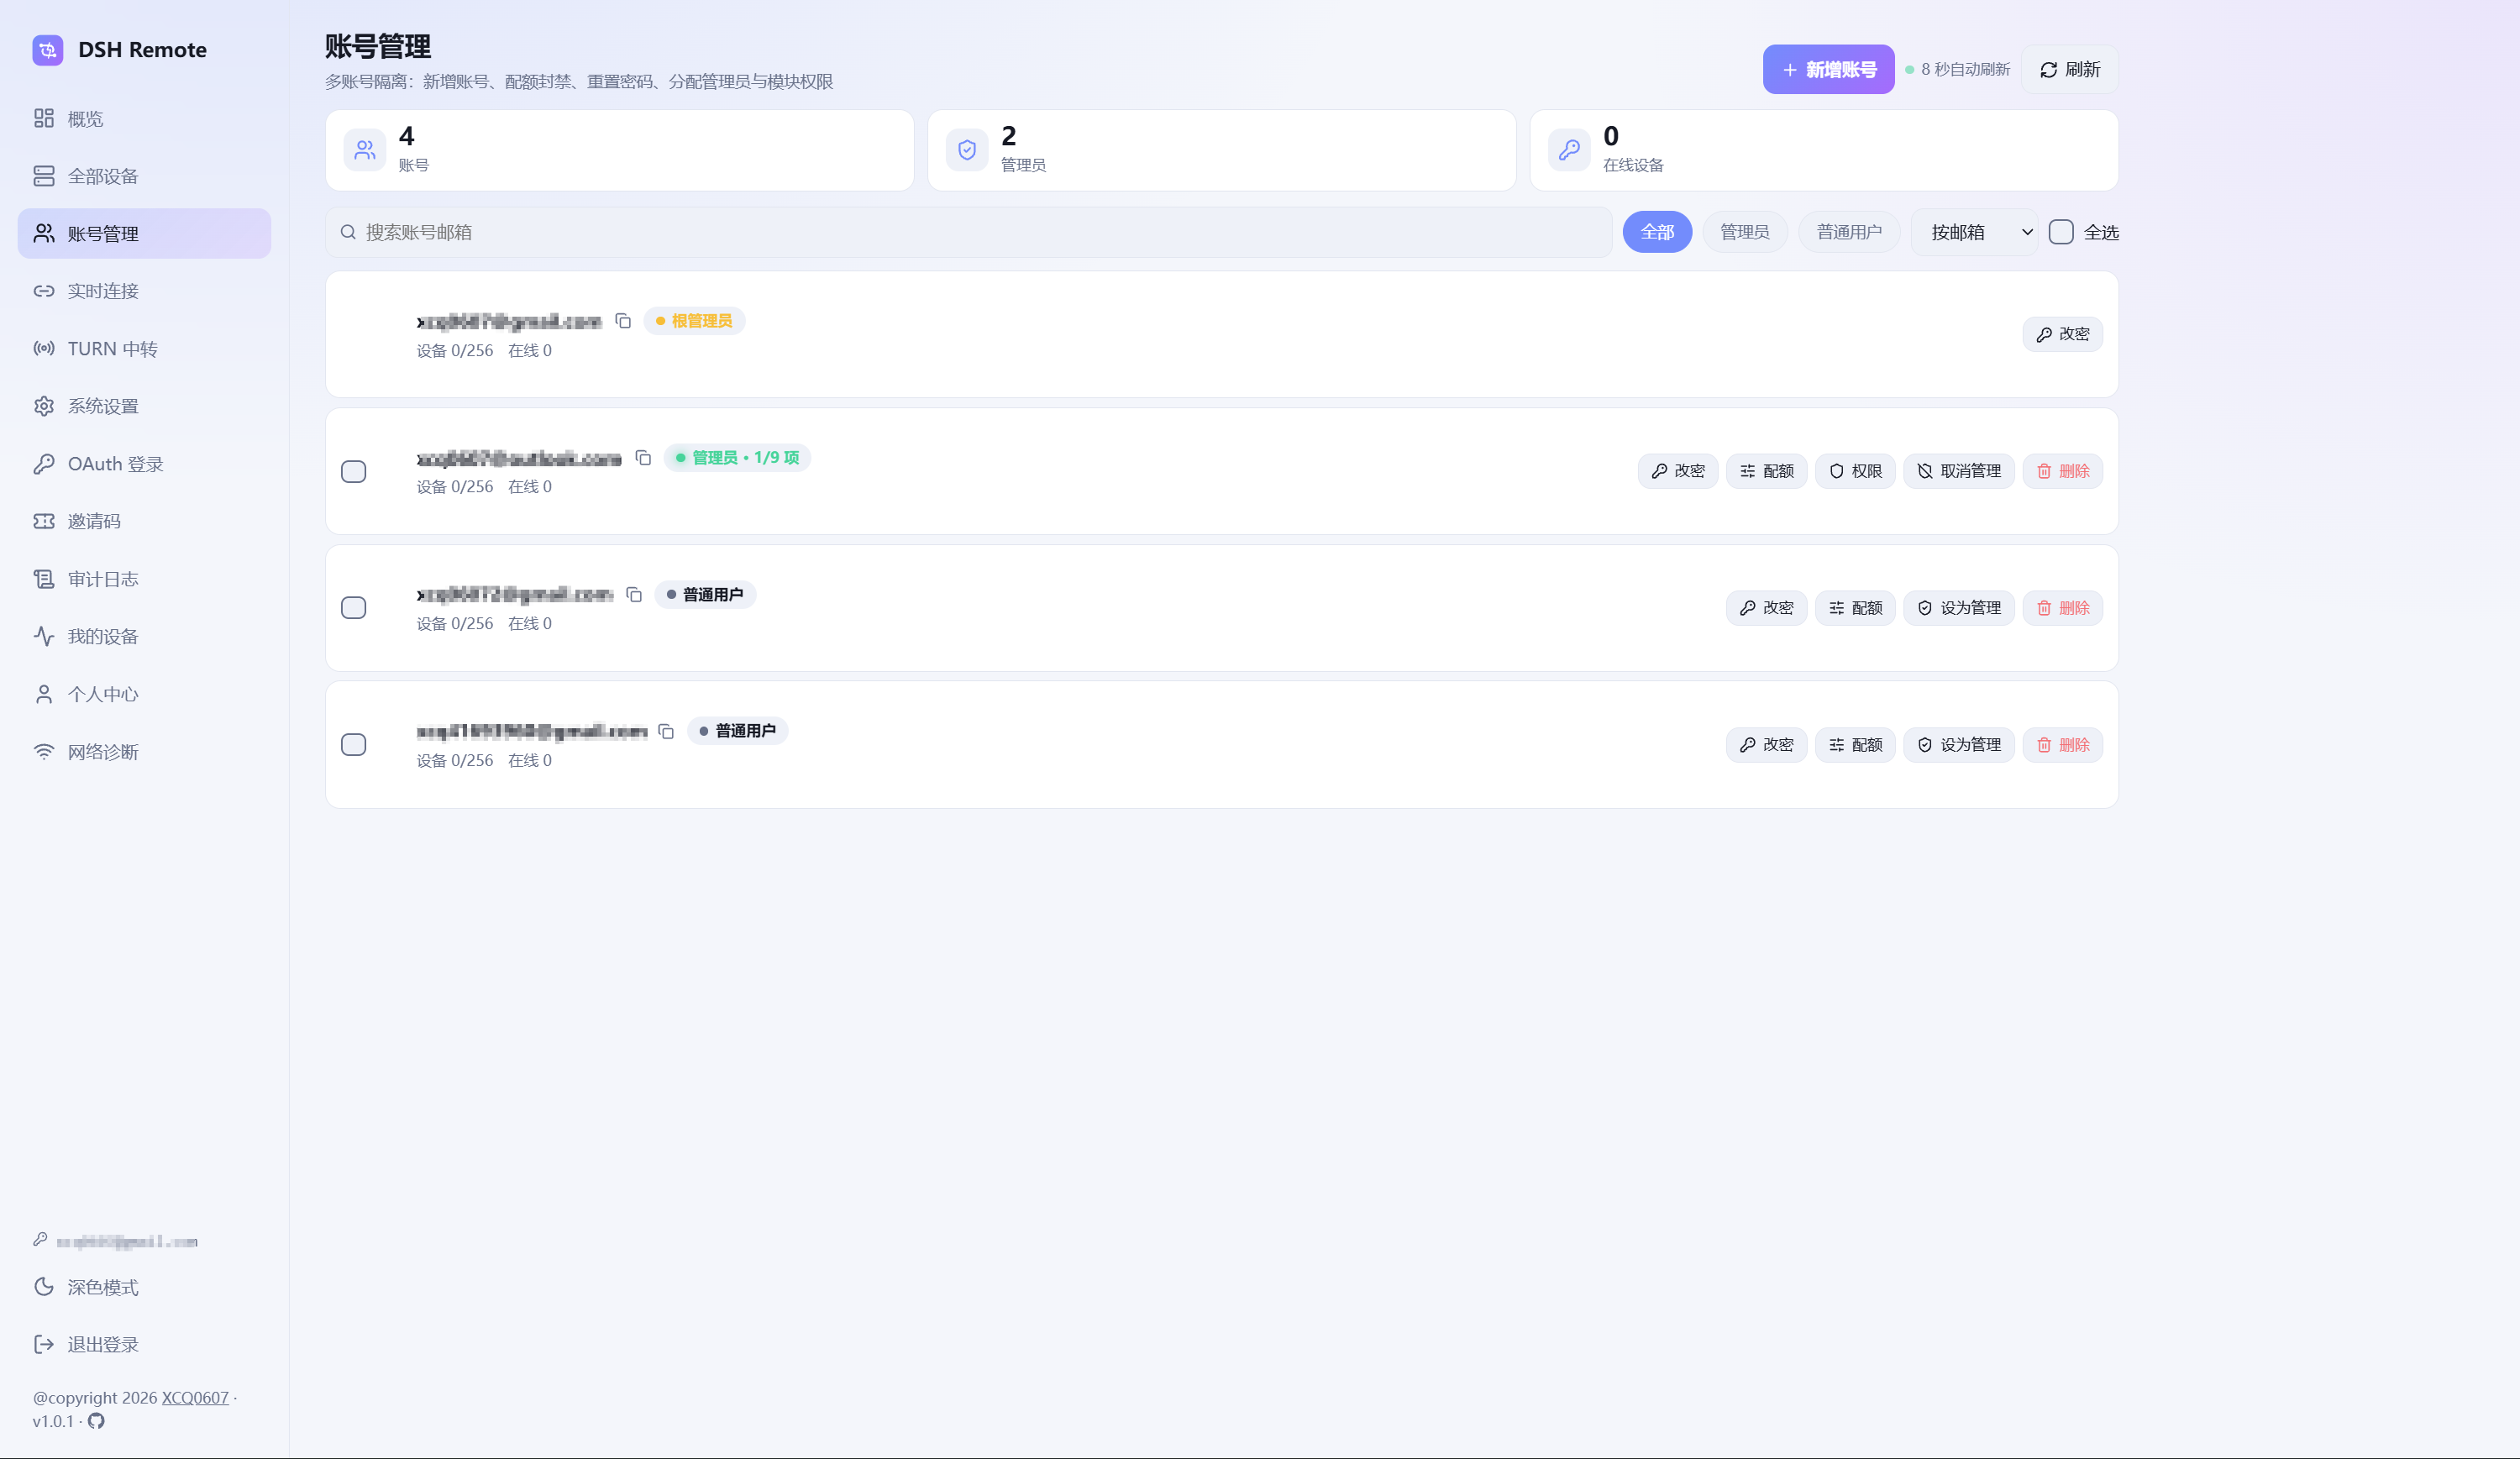 DSH Remote
概览
全部设备
账号管理
实时连接
TURN 中转
系统设置
OAuth 登录
邀请码
审计日志
我的设备
个人中心
网络诊断
深色模式
退出登录
@copyright 2026 XCQ0607 ·
v1.0.1 ·
账号管理
多账号隔离：新增账号、配额封禁、重置密码、分配管理员与模块权限
新增账号 8 秒自动刷新 刷新
4
账号
2
管理员
0
在线设备
搜索账号邮箱 全部 管理员 普通用户 按邮箱 全选
根管理员
设备 0/256 在线 0
改密
管理员 • 1/9 项
设备 0/256 在线 0
改密 配额 权限 取消管理 删除
普通用户
设备 0/256 在线 0
改密 配额 设为管理 删除
普通用户
设备 0/256 在线 0
改密 配额 设为管理 删除